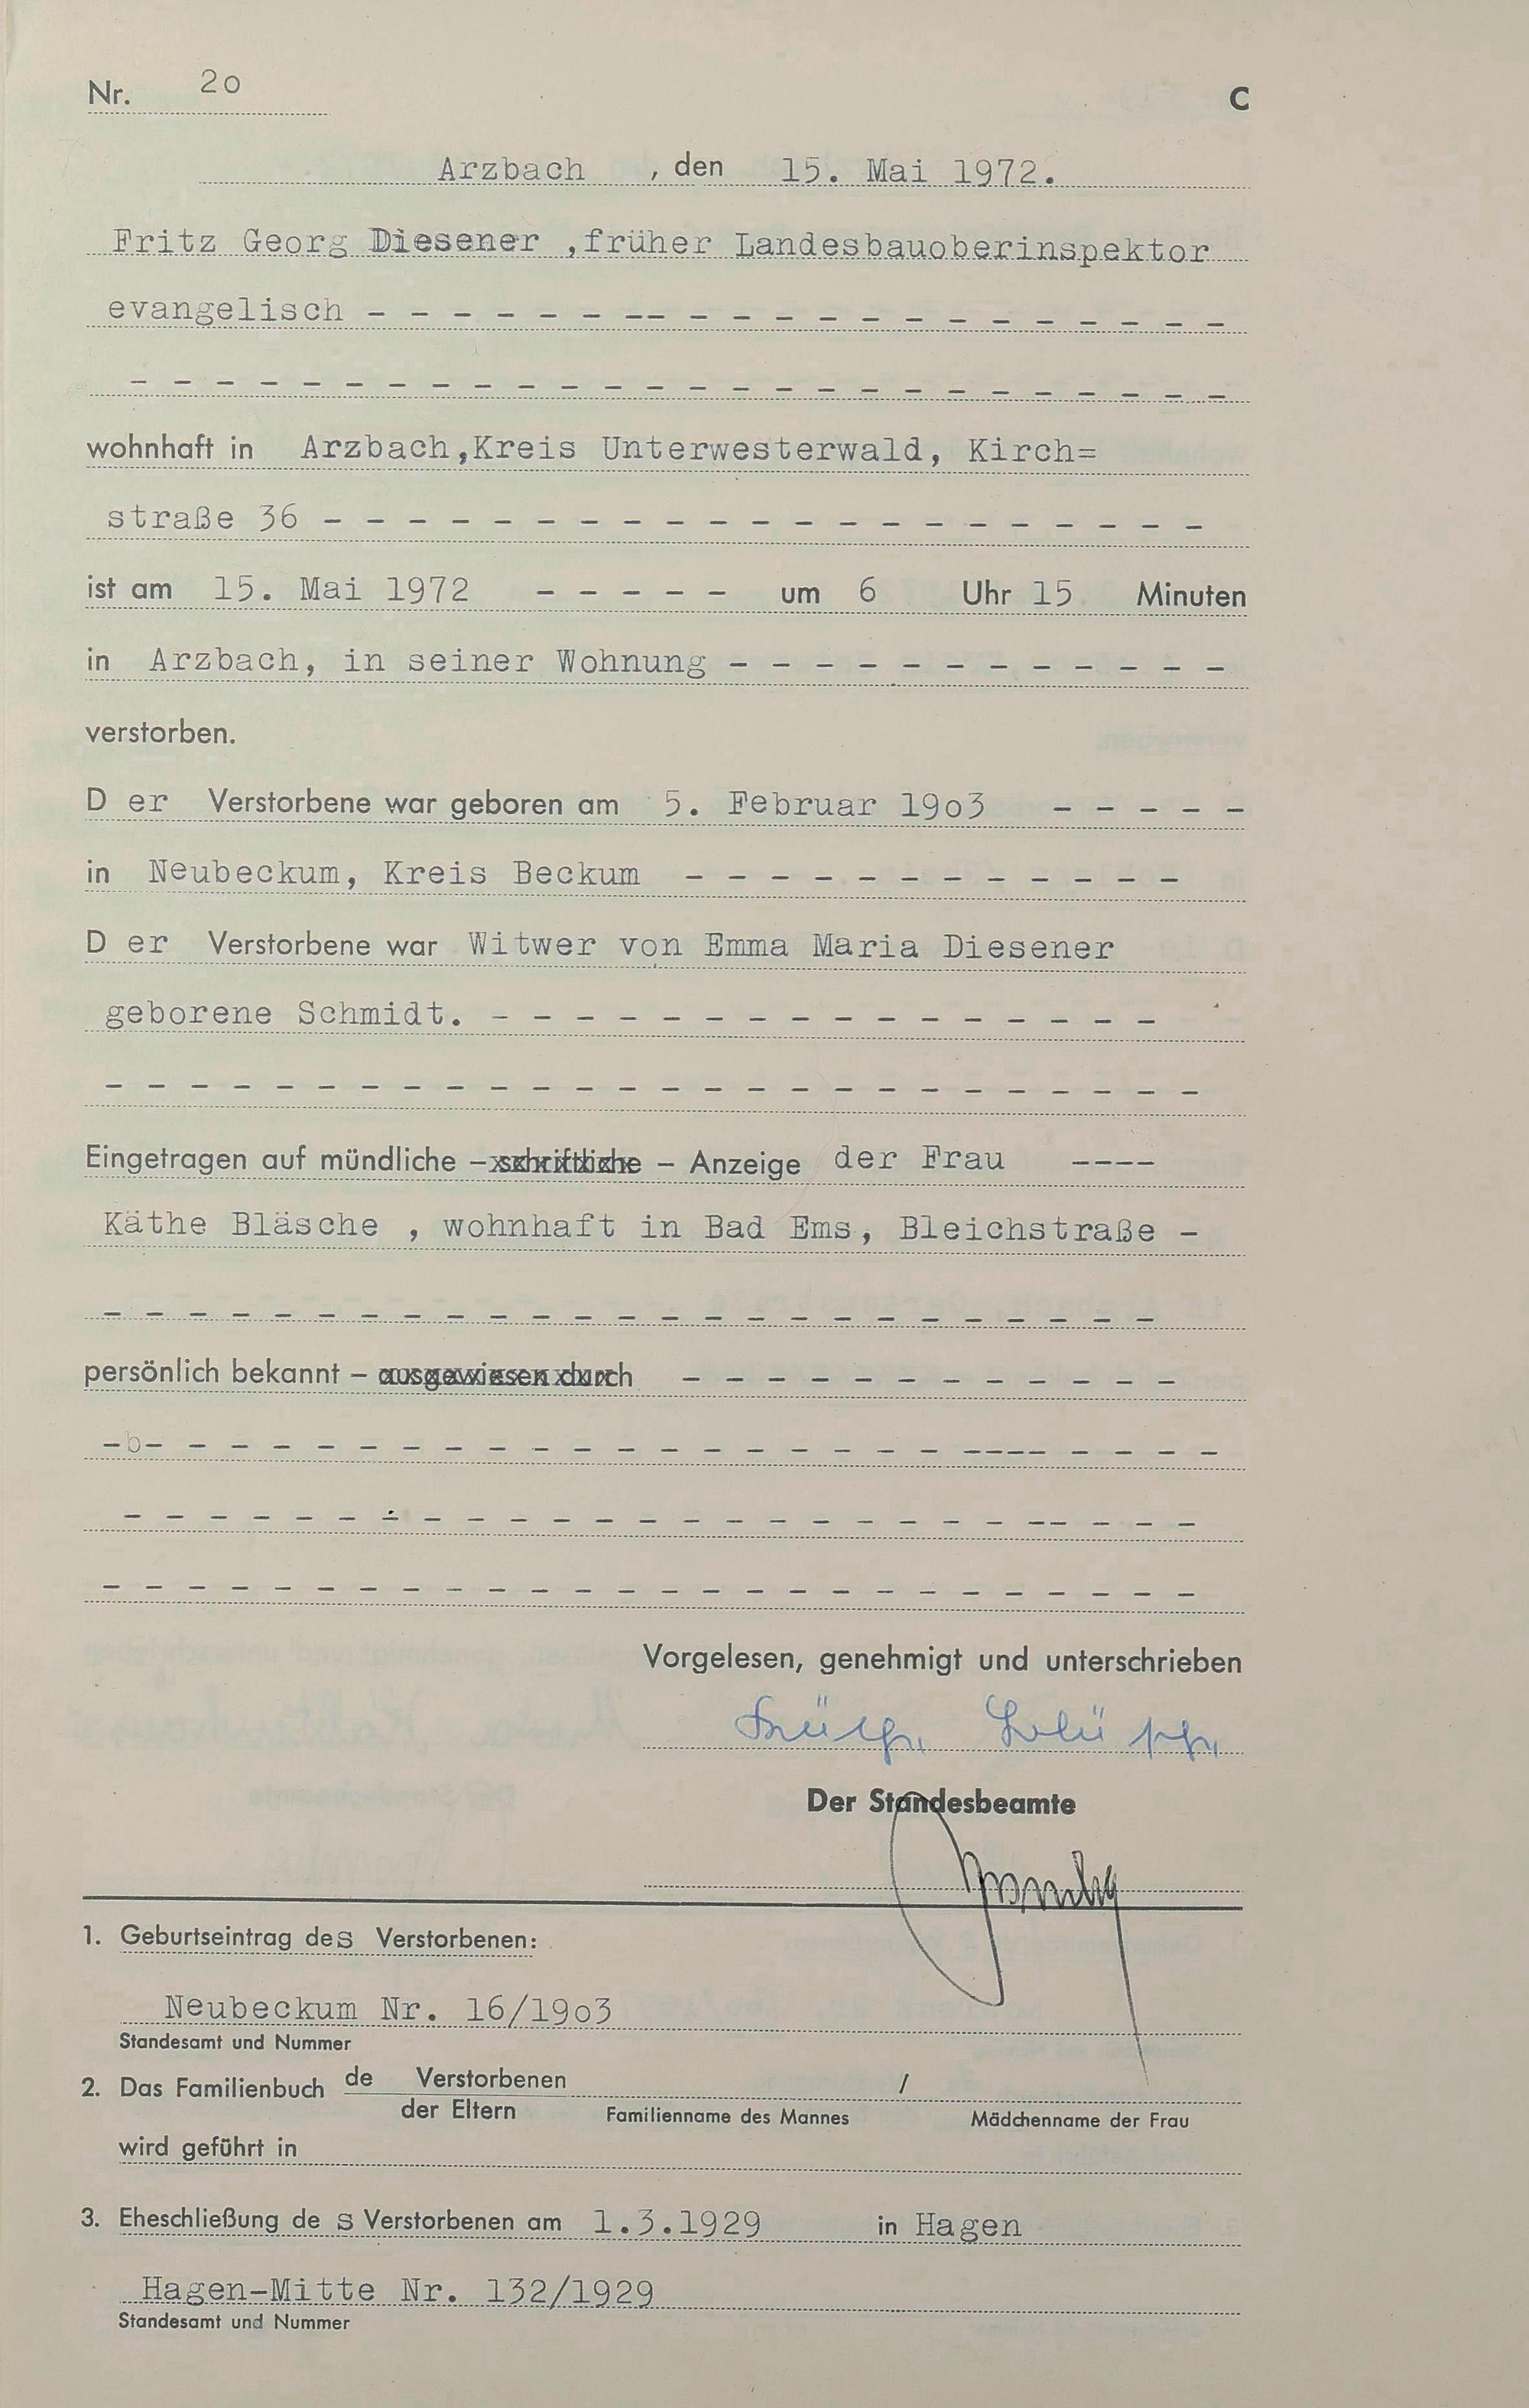 Nr. 20
C
Arzbach , den 15. Mai 1972.
Fritz Georg Diesener ,früher Landesbauoberinspektor
evangelisch - - - - - - -- - - - - - - - - - - - - - -
- - - - - - - - - - - - - - - - - - - - - - - - - -
wohnhaft in Arzbach,Kreis Unterwesterwald, Kirch=
straße 36 - - - - - - - - - - - - - - - - - - - - -
ist am 15. Mai 1972 - - - - - um 6 Uhr 15 Minuten
in Arzbach, in seiner Wohnung - - - - - - - - - - - -
verstorben.
D er Verstorbene war geboren am 5. Februar 19o3 - - - - -
in Neubeckum, Kreis Beckum - - - - - - - - - - - -
D er Verstorbene war Witwer von Emma Maria Diesener
geborene Schmidt. - - - - - - - - - - - - - - - -
- - - - - - - - - - - - - - - - - - - - - - - - - -
Eingetragen auf mündliche – schriftliche – Anzeige der Frau ----
Käthe Bläsche , wohnhaft in Bad Ems, Bleichstraße -
- - - - - - - - - - - - - - - - - - - - - - - - -
persönlich bekannt – ausgewiesen durch - - - - - - - - - - - -
-b- - - - - - - - - - - - - - - - - - - ---- - - - -
- - - - - - - - - - - - - - - - - - - - - -- - - -
- - - - - - - - - - - - - - - - - - - - - - - - - -
Vorgelesen, genehmigt und unterschrieben
Der Standesbeamte
1. Geburtseintrag des Verstorbenen:
Neubeckum Nr. 16/19o3
Standesamt und Nummer
2. Das Familienbuch de Verstorbenen /
der Eltern Familienname des Mannes Mädchenname der Frau
wird geführt in
3. Eheschließung de s Verstorbenen am 1.3.1929 in Hagen
Hagen-Mitte Nr. 132/1929
Standesamt und Nummer